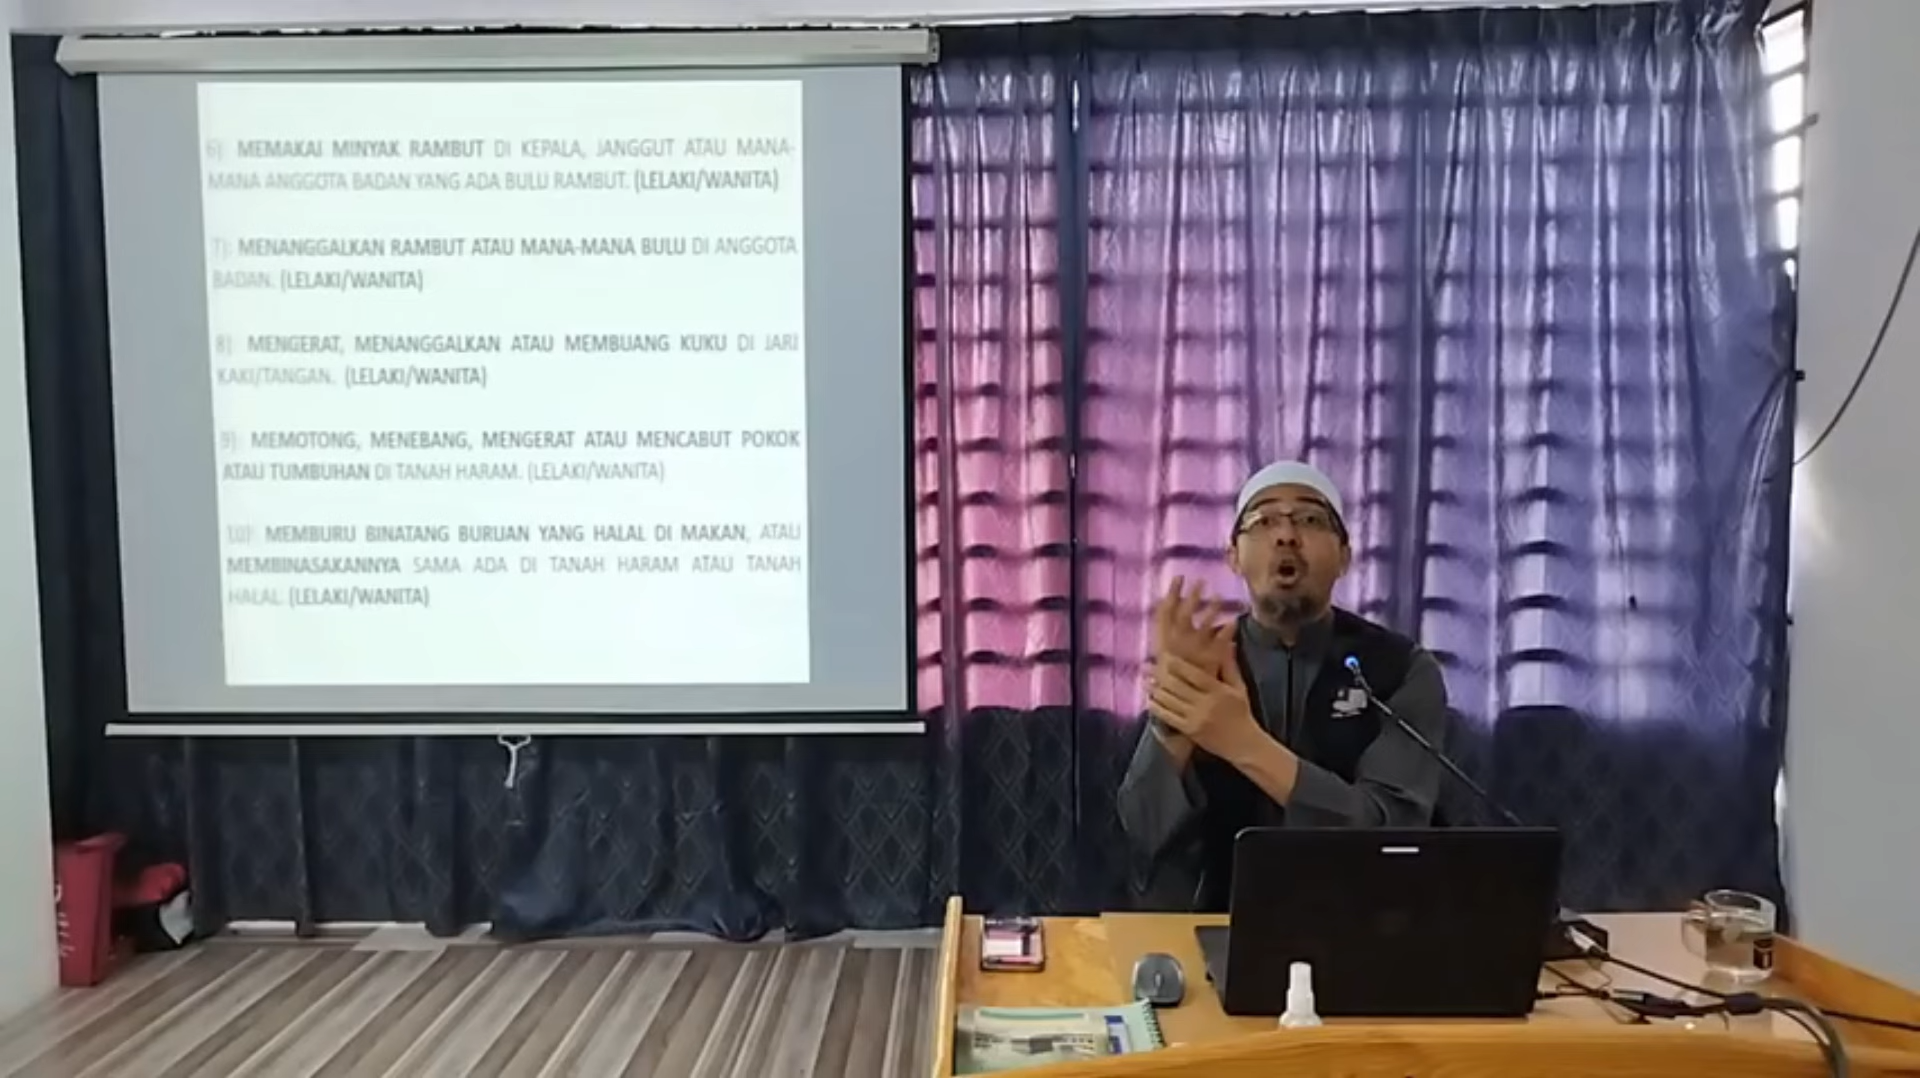 6) MEMAKAI MINYAK RAMBUT DI KEPALA, JANGGUT ATAU MANA-
MANA ANGGOTA BADAN YANG ADA BULU RAMBUT. (LELAKI/WANITA)
7) MENANGGALKAN RAMBUT ATAU MANA-MANA BULU DI ANGGOTA
BADAN. (LELAKI/WANITA)
8) MENGERAT, MENANGGALKAN ATAU MEMBUANG KUKU DI JARI
KAKI/TANGAN. (LELAKI/WANITA)
9) MEMOTONG, MENEBANG, MENGERAT ATAU MENCABUT POKOK
ATAU TUMBUHAN DI TANAH HARAM. (LELAKI/WANITA)
10) MEMBURU BINATANG BURUAN YANG HALAL DI MAKAN, ATAU
MEMBINASAKANNYA SAMA ADA DI TANAH HARAM ATAU TANAH
HALAL. (LELAKI/WANITA)